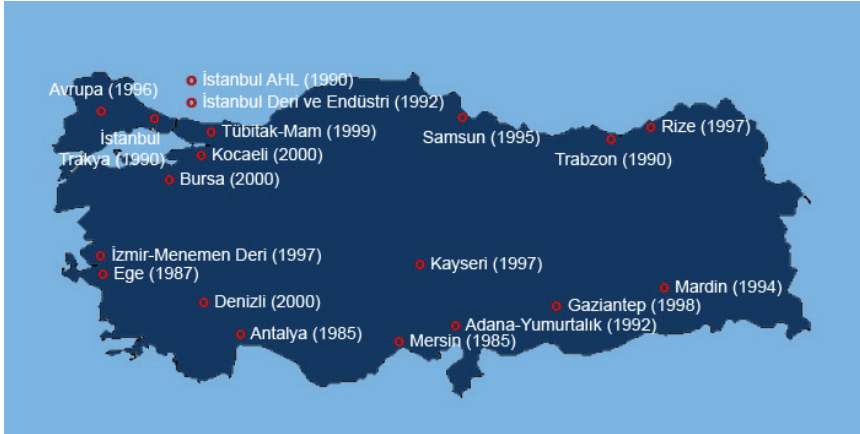 İstanbul AHL (1990)
Avrupa (1996)
İstanbul Deri ve Endüstri (1992)
İstanbul
Trakya (1990)
Tübitak-Mam (1999)
Samsun (1995)
Rize (1997)
Trabzon (1990)
Kocaeli (2000)
Bursa (2000)
İzmir-Menemen Deri (1997)
Ege (1987)
Kayseri (1997)
Mardin (1994)
Denizli (2000)
Gaziantep (1998)
Adana-Yumurtalık (1992)
Antalya (1985)
Mersin (1985)